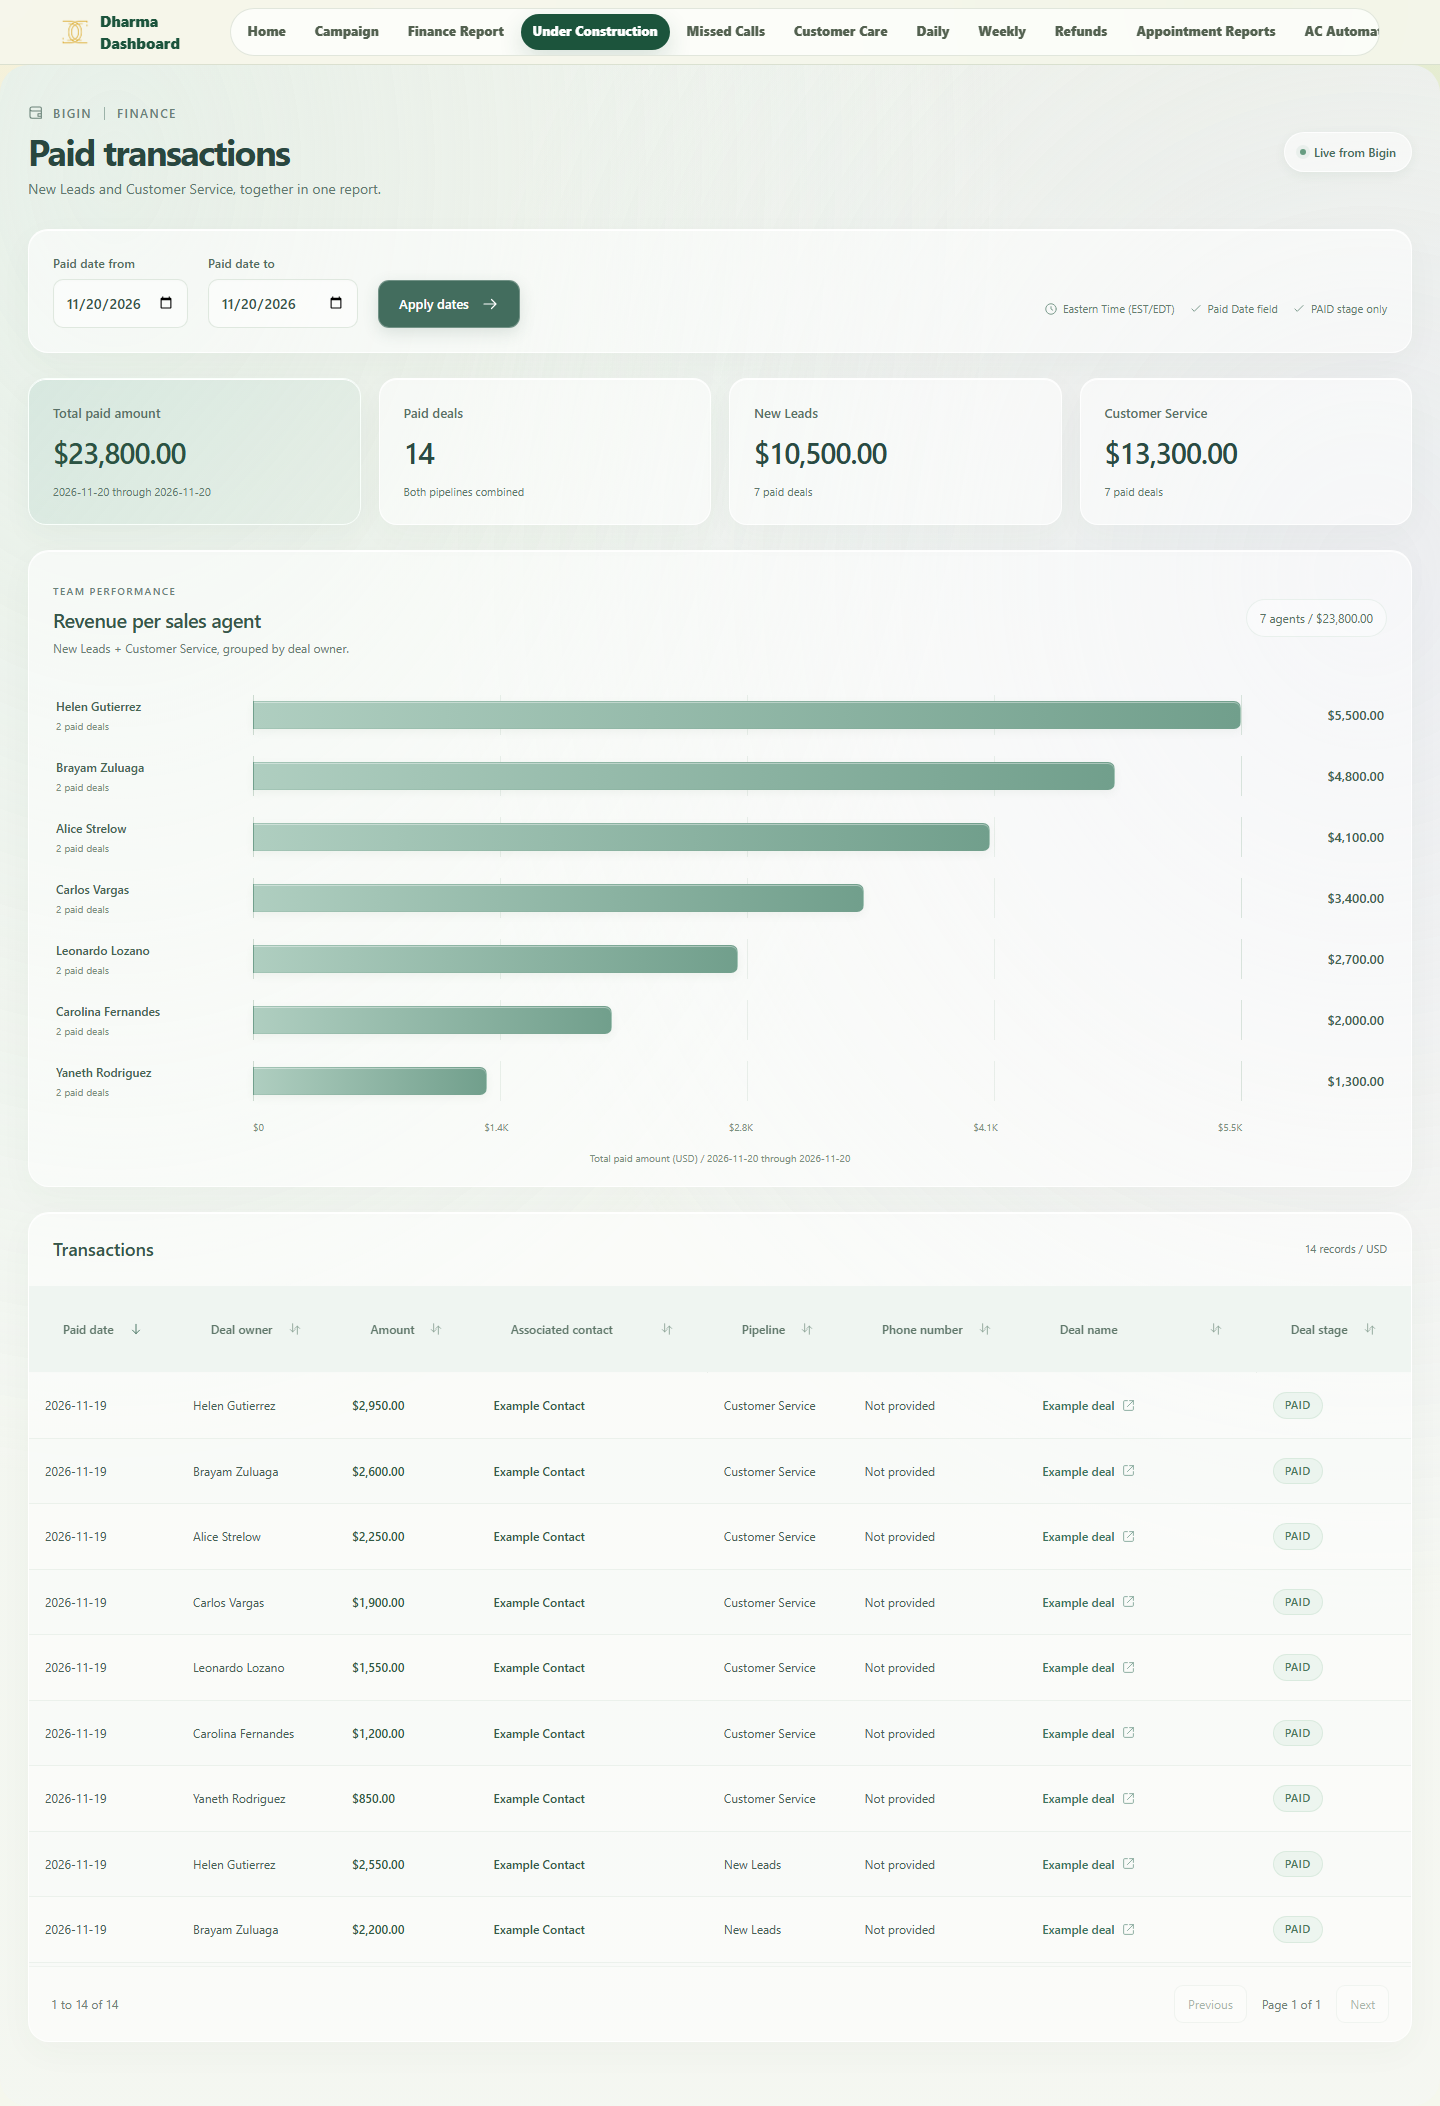 Dharma Dashboard
Home Campaign Finance Report Under Construction Missed Calls Customer Care Daily Weekly Refunds Appointment Reports AC Automat
BIGIN | FINANCE
Paid transactions
Live from Bigin
New Leads and Customer Service, together in one report.
Paid date from Paid date to
11/20/2026 11/20/2026 Apply dates
Eastern Time (EST/EDT) Paid Date field PAID stage only
Total paid amount Paid deals New Leads Customer Service
$23,800.00 14 $10,500.00 $13,300.00
2026-11-20 through 2026-11-20 Both pipelines combined 7 paid deals 7 paid deals
TEAM PERFORMANCE
Revenue per sales agent
7 agents / $23,800.00
New Leads + Customer Service, grouped by deal owner.
Helen Gutierrez $5,500.00
2 paid deals
Brayam Zuluaga $4,800.00
2 paid deals
Alice Strelow $4,100.00
2 paid deals
Carlos Vargas $3,400.00
2 paid deals
Leonardo Lozano $2,700.00
2 paid deals
Carolina Fernandes $2,000.00
2 paid deals
Yaneth Rodriguez $1,300.00
2 paid deals
$0 $1.4K $2.8K $4.1K $5.5K
Total paid amount (USD) / 2026-11-20 through 2026-11-20
Transactions 14 records / USD
Paid date Deal owner Amount Associated contact Pipeline Phone number Deal name Deal stage
2026-11-19 Helen Gutierrez $2,950.00 Example Contact Customer Service Not provided Example deal PAID
2026-11-19 Brayam Zuluaga $2,600.00 Example Contact Customer Service Not provided Example deal PAID
2026-11-19 Alice Strelow $2,250.00 Example Contact Customer Service Not provided Example deal PAID
2026-11-19 Carlos Vargas $1,900.00 Example Contact Customer Service Not provided Example deal PAID
2026-11-19 Leonardo Lozano $1,550.00 Example Contact Customer Service Not provided Example deal PAID
2026-11-19 Carolina Fernandes $1,200.00 Example Contact Customer Service Not provided Example deal PAID
2026-11-19 Yaneth Rodriguez $850.00 Example Contact Customer Service Not provided Example deal PAID
2026-11-19 Helen Gutierrez $2,550.00 Example Contact New Leads Not provided Example deal PAID
2026-11-19 Brayam Zuluaga $2,200.00 Example Contact New Leads Not provided Example deal PAID
1 to 14 of 14 Previous Page 1 of 1 Next